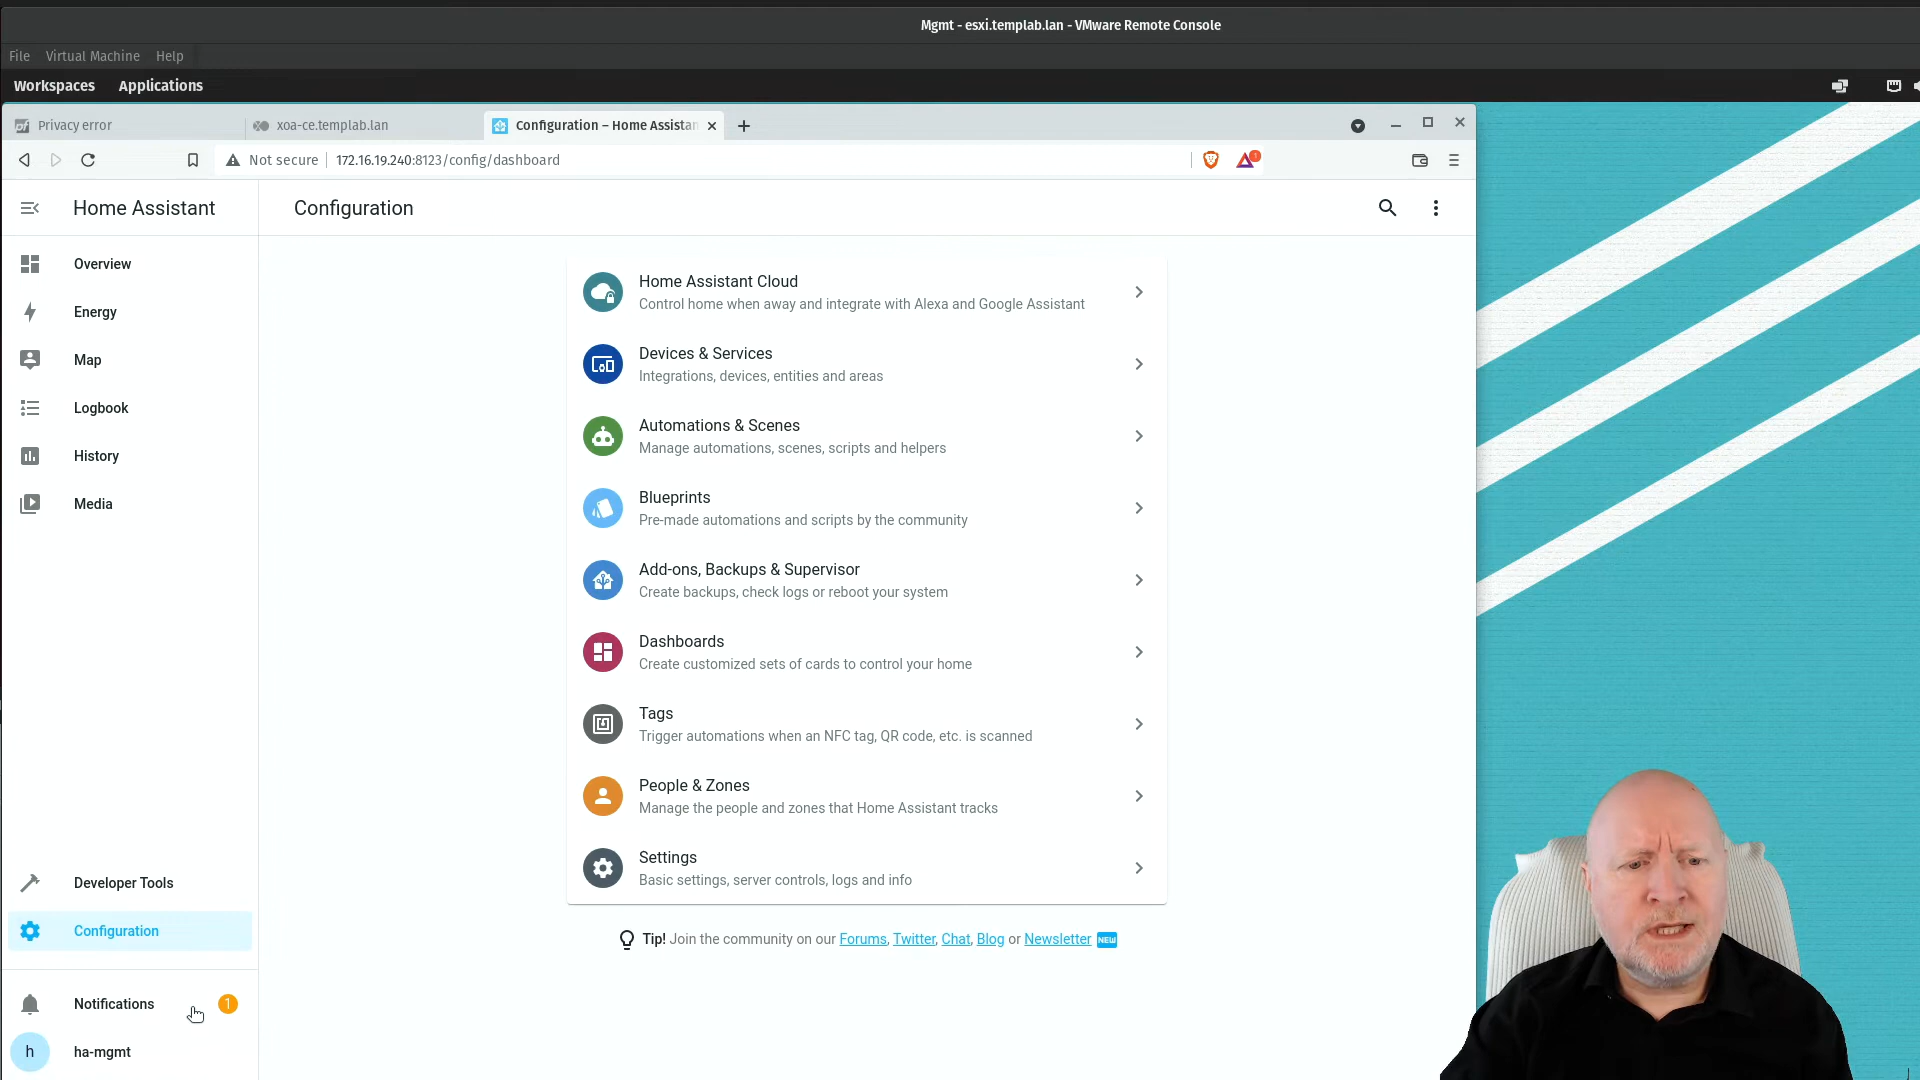 Mgmt - esxi.templab.lan - VMware Remote Console
File Virtual Machine Help
Workspaces Applications
Privacy error
xoa-ce.templab.lan
Configuration – Home Assistan
Not secure
172.16.19.240:8123/config/dashboard
1
Home Assistant
Configuration
Overview
Energy
Map
Logbook
History
Media
Home Assistant Cloud
Control home when away and integrate with Alexa and Google Assistant
Devices & Services
Integrations, devices, entities and areas
Automations & Scenes
Manage automations, scenes, scripts and helpers
Blueprints
Pre-made automations and scripts by the community
Add-ons, Backups & Supervisor
Create backups, check logs or reboot your system
Dashboards
Create customized sets of cards to control your home
Tags
Trigger automations when an NFC tag, QR code, etc. is scanned
People & Zones
Manage the people and zones that Home Assistant tracks
Settings
Basic settings, server controls, logs and info
Tip! Join the community on our Forums, Twitter, Chat, Blog or Newsletter NEW
Developer Tools
Configuration
Notifications 1
h ha-mgmt